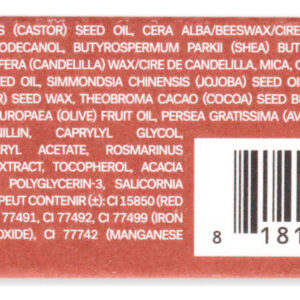 S (CASTOR) SEED OIL, CERA ALBA/BEESWAX/CIRE
ODECANOL, BUTYROSPERMUM PARKII (SHEA) BUT
FERA (CANDELILLA) WAX/CIRE DE CANDELILLA, MICA,
) SEED OIL, SIMMONDSIA CHINENSIS (JOJOBA) SEED OI
R) SEED WAX, THEOBROMA CACAO (COCOA) SEED B
EUROPAEA (OLIVE) FRUIT OIL, PERSEA GRATISSIMA (AV
NILLIN, CAPRYLYL GLYCOL,
RYL ACETATE, ROSMARINUS
EXTRACT, TOCOPHEROL, ACACIA
POLYGLYCERIN-3, SALICORNIA
PEUT CONTENIR (±): CI 15850 (RED
77491, CI 77492, CI 77499 (IRON
OXIDE), CI 77742 (MANGANESE
8 181